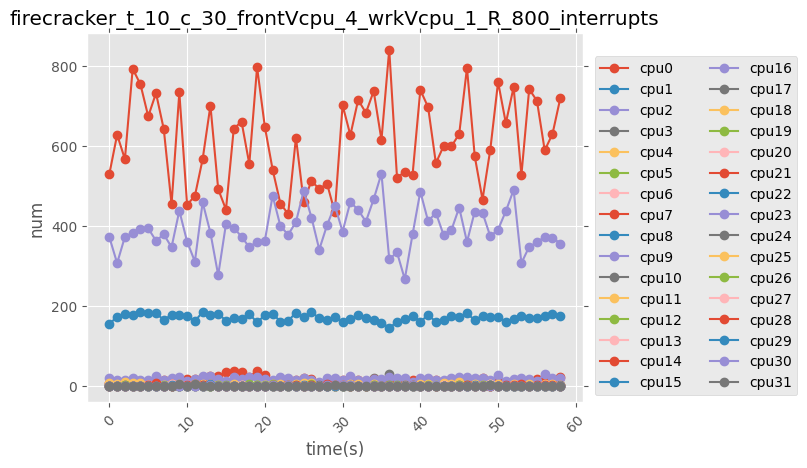 firecracker_t_10_c_30_frontVcpu_4_wrkVcpu_1_R_800_interrupts
800
600
400
200
0
num
0
10
20
30
40
50
60
time(s)
cpu0
cpu1
cpu2
cpu3
cpu4
cpu5
cpu6
cpu7
cpu8
cpu9
cpu10
cpu11
cpu12
cpu13
cpu14
cpu15
cpu16
cpu17
cpu18
cpu19
cpu20
cpu21
cpu22
cpu23
cpu24
cpu25
cpu26
cpu27
cpu28
cpu29
cpu30
cpu31